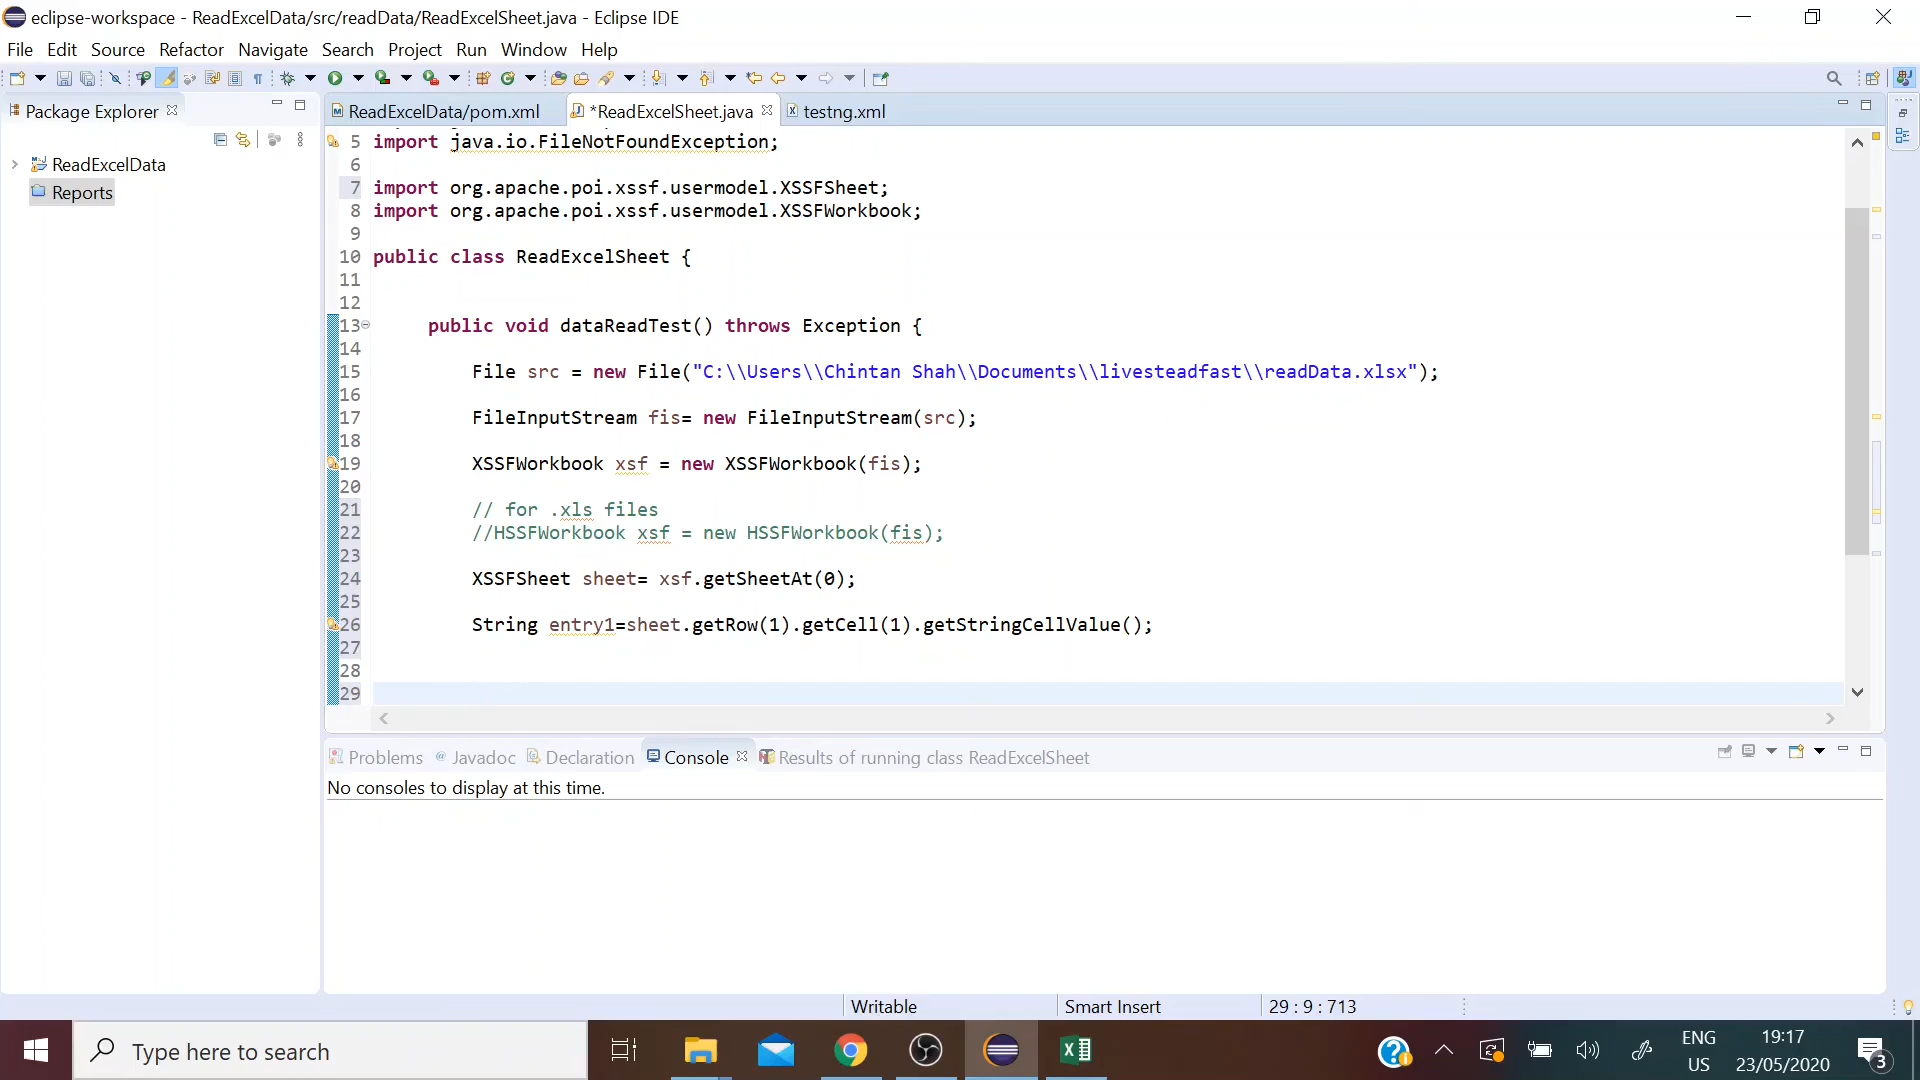 eclipse-workspace - ReadExcelData/src/readData/ReadExcelSheet.java - Eclipse IDE
File Edit Source Refactor Navigate Search Project Run Window Help
Package Explorer
ReadExcelData/pom.xml *ReadExcelSheet.java testng.xml
ReadExcelData
Reports
5 import java.io.FileNotFoundException;
6
7 import org.apache.poi.xssf.usermodel.XSSFSheet;
8 import org.apache.poi.xssf.usermodel.XSSFWorkbook;
9
10 public class ReadExcelSheet {
11
12
13 public void dataReadTest() throws Exception {
14
15 File src = new File("C:\\Users\\Chintan Shah\\Documents\\livesteadfast\\readData.xlsx");
16
17 FileInputStream fis= new FileInputStream(src);
18
19 XSSFWorkbook xsf = new XSSFWorkbook(fis);
20
21 // for .xls files
22 //HSSFWorkbook xsf = new HSSFWorkbook(fis);
23
24 XSSFSheet sheet= xsf.getSheetAt(0);
25
26 String entry1=sheet.getRow(1).getCell(1).getStringCellValue();
27
28
29
Problems @ Javadoc Declaration Console Results of running class ReadExcelSheet
No consoles to display at this time.
Writable Smart Insert 29 : 9 : 713
Type here to search
ENG
US
19:17
23/05/2020
3